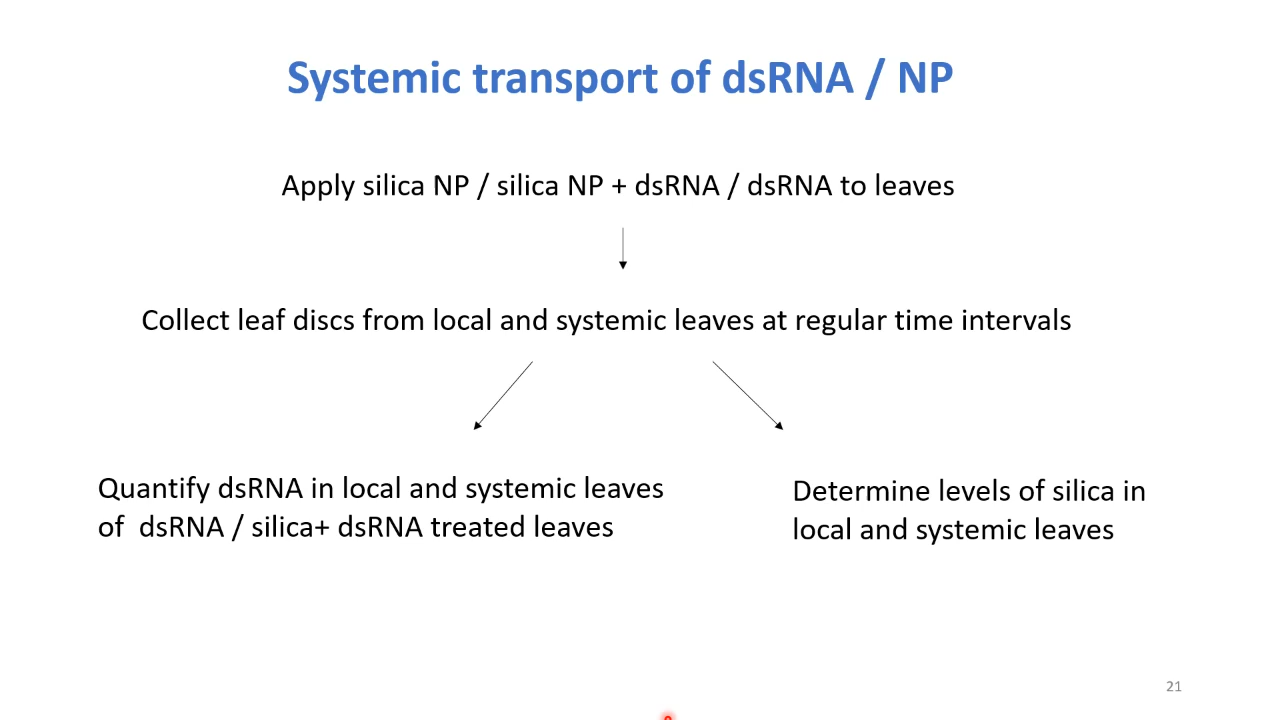 Systemic transport of dsRNA / NP
Apply silica NP / silica NP + dsRNA / dsRNA to leaves
Collect leaf discs from local and systemic leaves at regular time intervals
Quantify dsRNA in local and systemic leaves
of  dsRNA / silica+ dsRNA treated leaves
Determine levels of silica in
local and systemic leaves
21